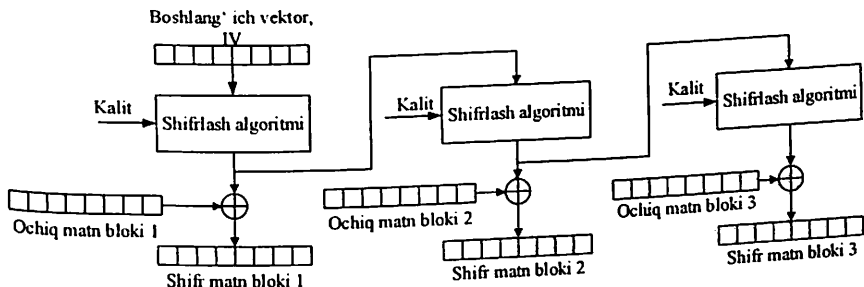 Boshlang‘ ich vektor,
IV
Kalit
Shifrlash algoritmi
Kalit
Shifrlash algoritmi
Kalit
Shifrlash algoritmi
Ochiq matn bloki 1
Ochiq matn bloki 2
Ochiq matn bloki 3
Shifr matn bloki 1
Shifr matn bloki 2
Shifr matn bloki 3